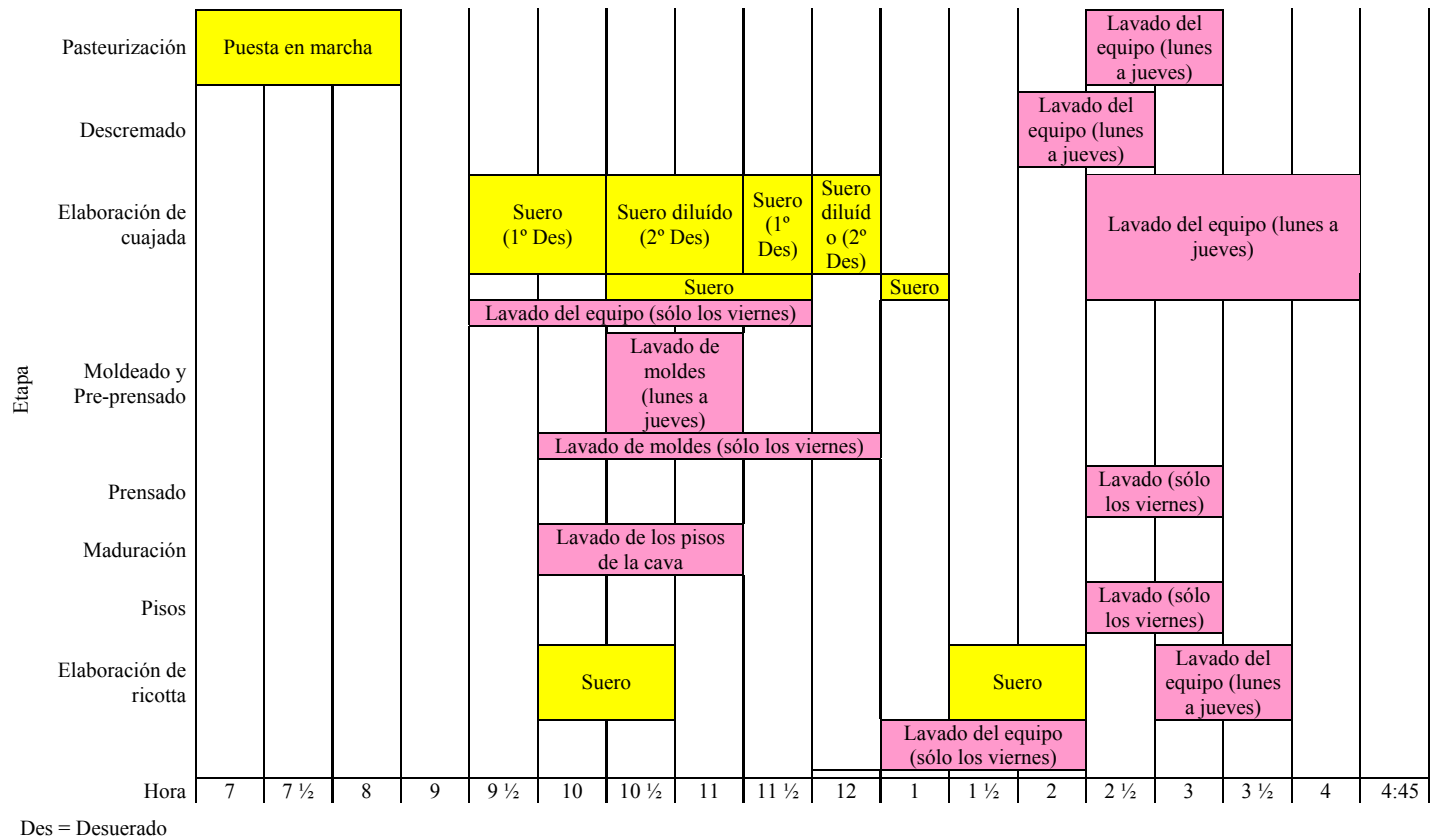 Pasteurización
Puesta en marcha
Lavado del
equipo (lunes
a jueves)
Descremado
Lavado del
equipo (lunes
a jueves)
Elaboración de
cuajada
Suero
(1º Des)
Suero diluído
(2º Des)
Suero
(1º
Des)
Suero
diluíd
o (2º
Des)
Lavado del equipo (lunes a
jueves)
Suero
Suero
Lavado del equipo (sólo los viernes)
Etapa
Moldeado y
Pre-prensado
Lavado de
moldes
(lunes a
jueves)
Lavado de moldes (sólo los viernes)
Prensado
Lavado (sólo
los viernes)
Maduración
Lavado de los pisos
de la cava
Pisos
Lavado (sólo
los viernes)
Elaboración de
ricotta
Suero
Suero
Lavado del
equipo (lunes
a jueves)
Lavado del equipo
(sólo los viernes)
Hora 7 7 ½ 8 9 9 ½ 10 10 ½ 11 11 ½ 12 1 1 ½ 2 2 ½ 3 3 ½ 4 4:45
Des = Desuerado